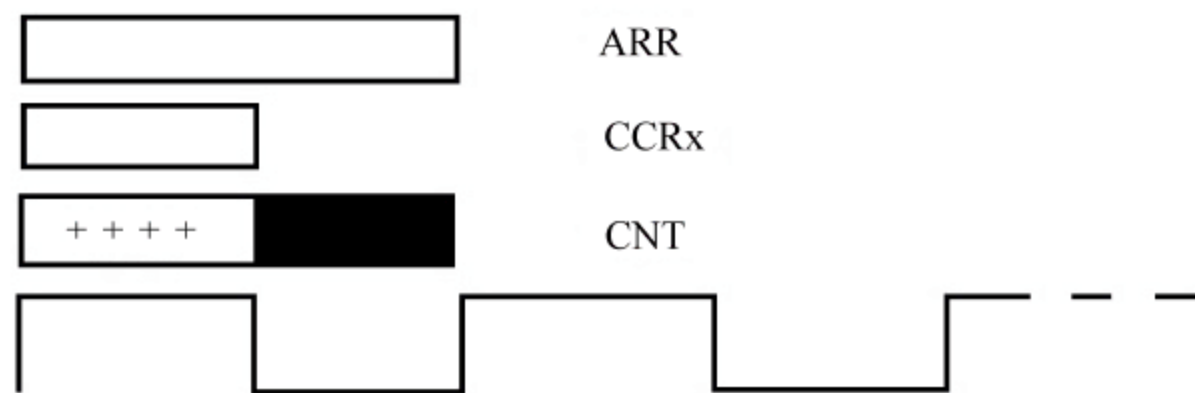 ARR
CCRx
+ + + +
CNT